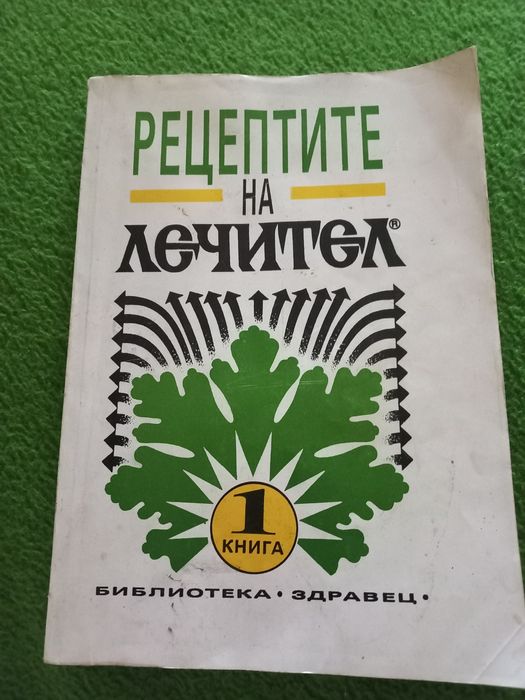 РЕЦЕПТИТЕ
НА
ЛЕЧИТЕЛ®
1
КНИГА
БИБЛИОТЕКА • ЗДРАВЕЦ •